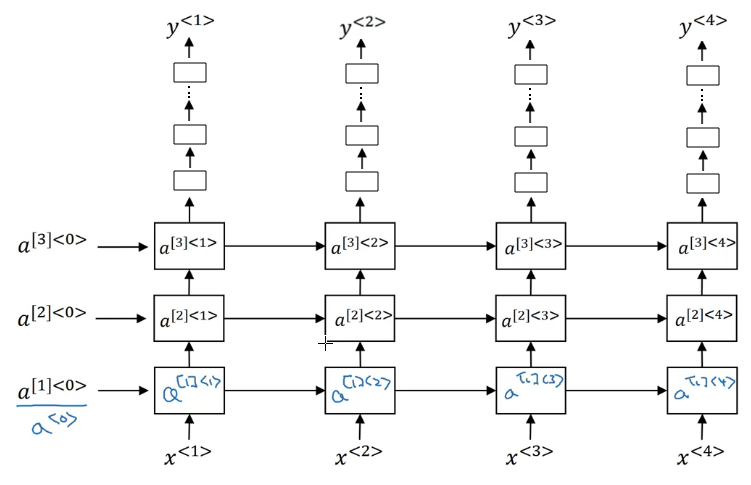 y<1> y<2> y<3> y<4>
a[3]<0> a[3]<1> a[3]<2> a[3]<3> a[3]<4>
a[2]<0> a[2]<1> a[2]<2> a[2]<3> a[2]<4>
a[1]<0> a[1]<1> a[1]<2> a[1]<3> a[1]<4>
a[0]
x<1> x<2> x<3> x<4>